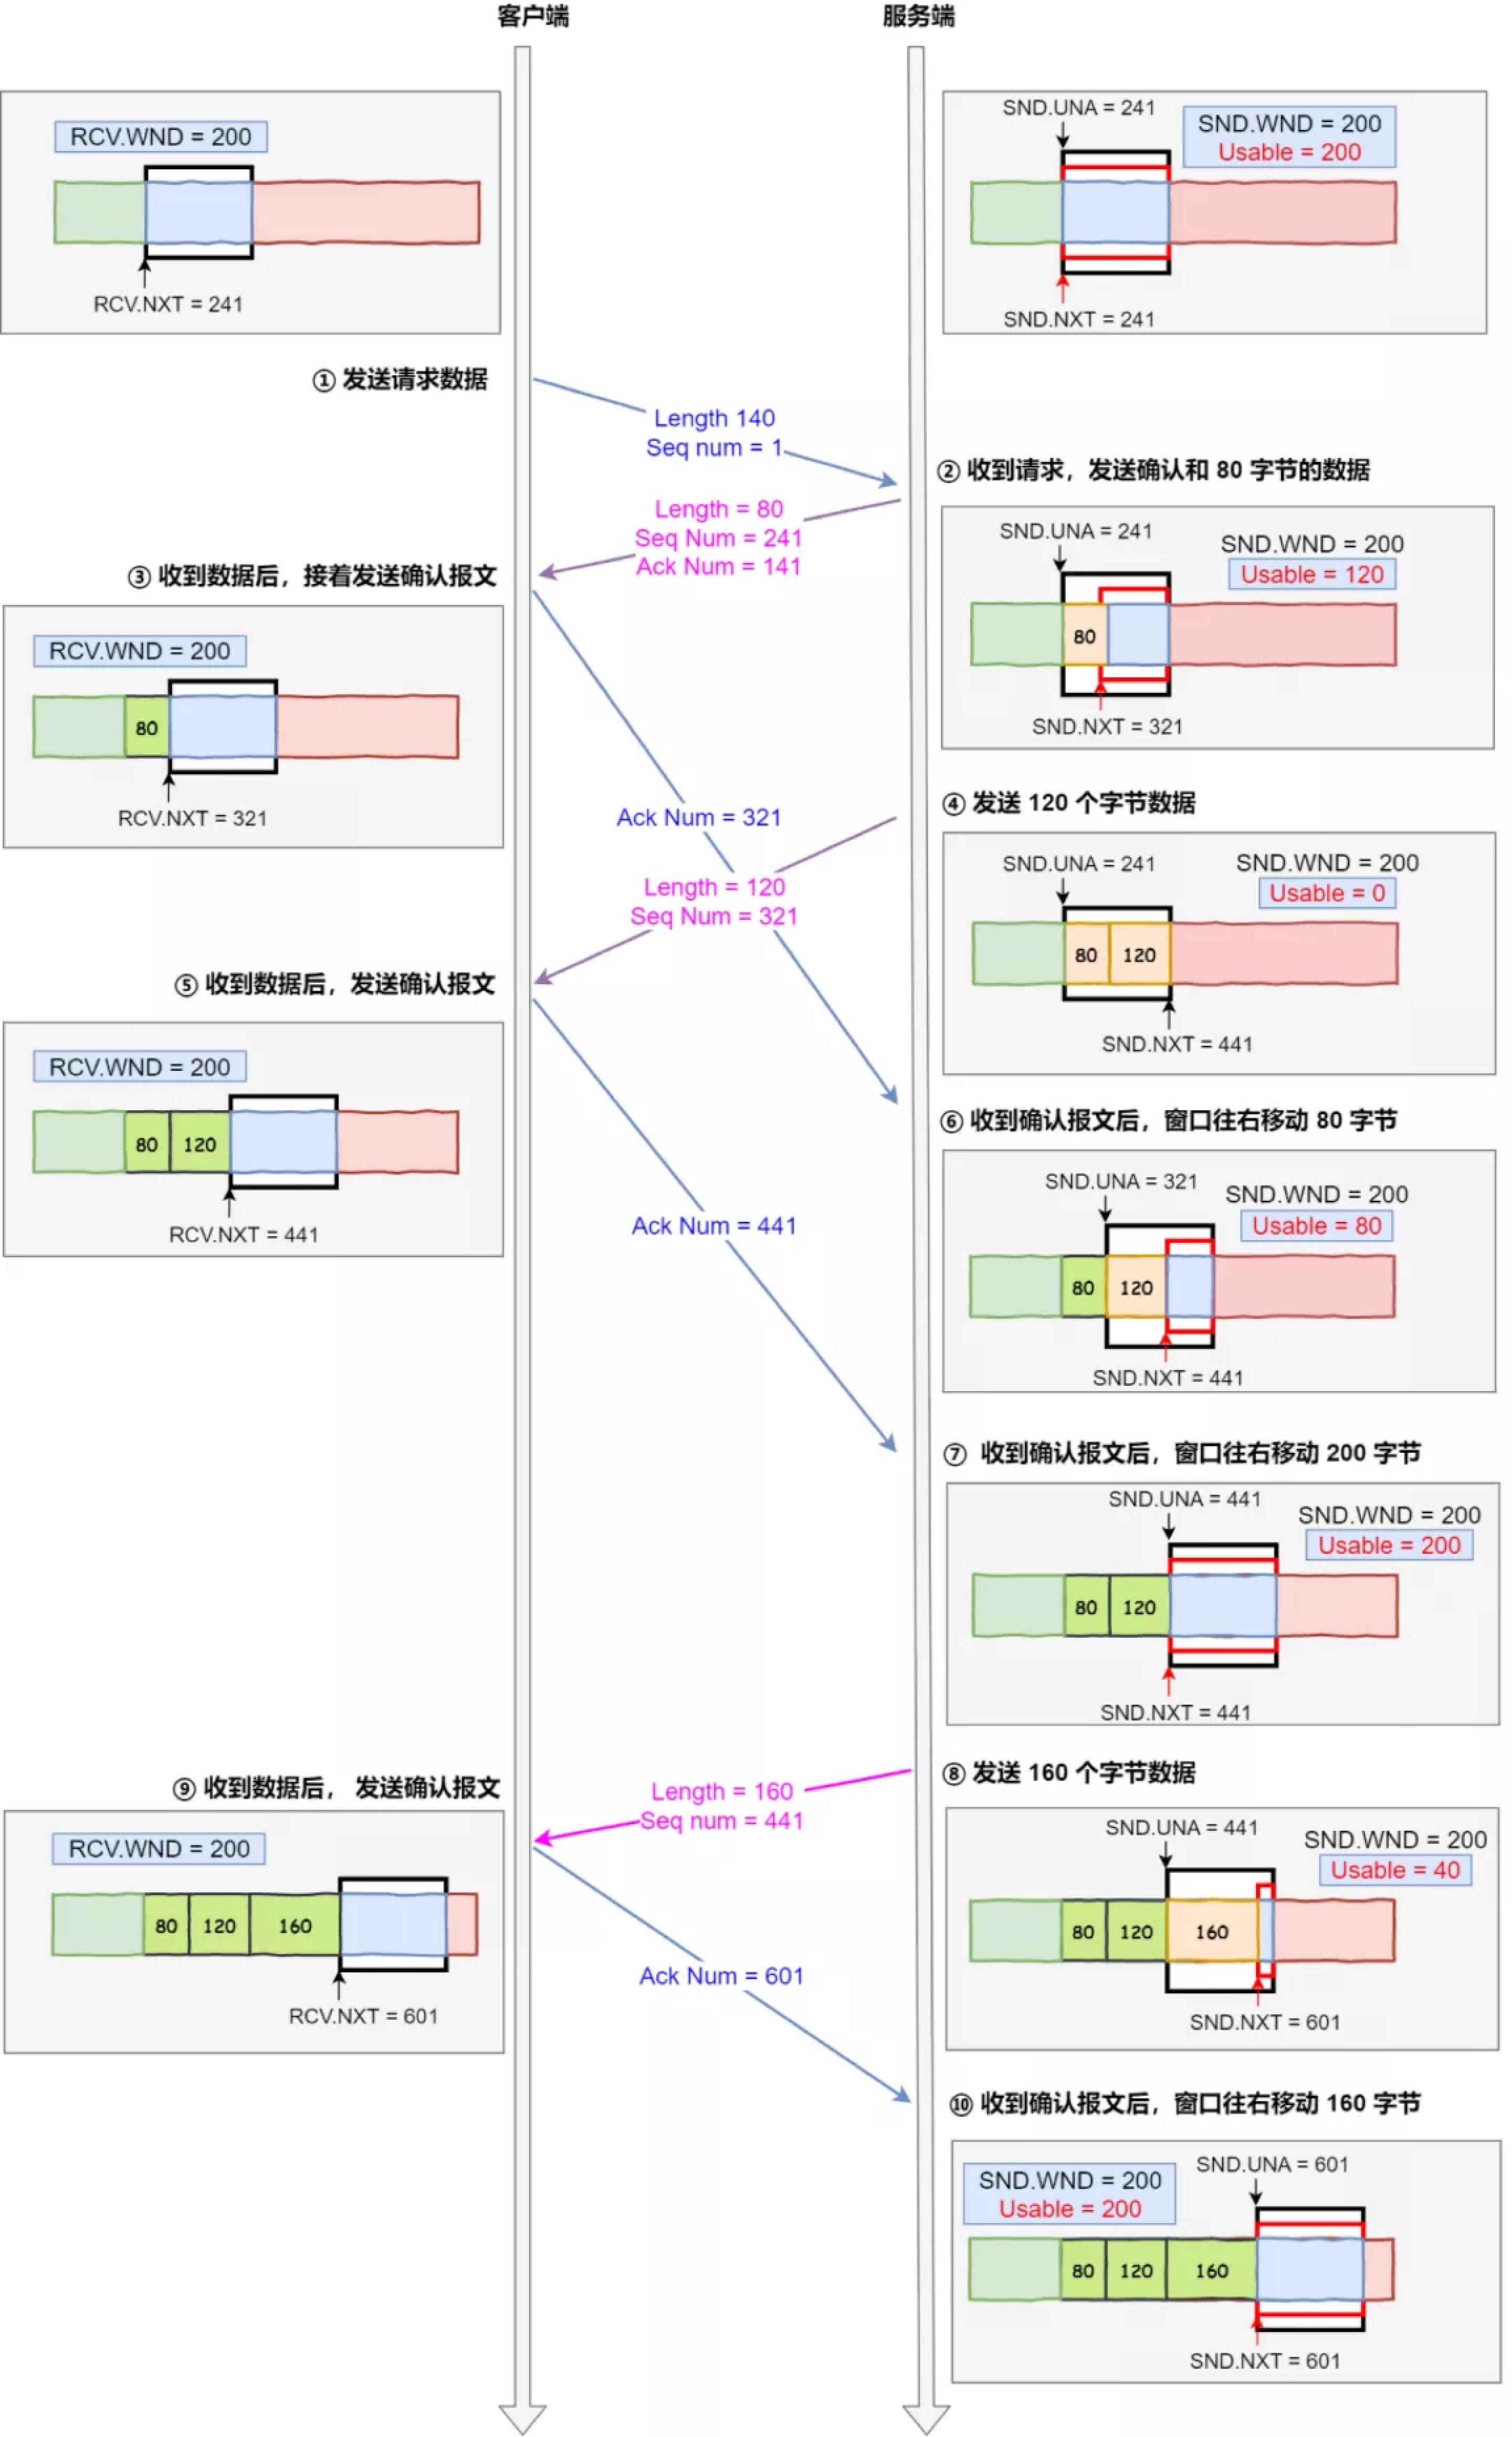 客户端
服务端
RCV.WND = 200
RCV.NXT = 241
SND.UNA = 241
SND.WND = 200
Usable = 200
SND.NXT = 241
① 发送请求数据
Length 140
Seq num = 1
② 收到请求，发送确认和 80 字节的数据
Length = 80
Seq Num = 241
Ack Num = 141
SND.UNA = 241
SND.WND = 200
Usable = 120
80
SND.NXT = 321
③ 收到数据后，接着发送确认报文
RCV.WND = 200
80
RCV.NXT = 321
Ack Num = 321
④ 发送 120 个字节数据
SND.UNA = 241
SND.WND = 200
Usable = 0
80 120
SND.NXT = 441
Length = 120
Seq Num = 321
⑤ 收到数据后，发送确认报文
RCV.WND = 200
80 120
RCV.NXT = 441
Ack Num = 441
⑥ 收到确认报文后，窗口往右移动 80 字节
SND.UNA = 321
SND.WND = 200
Usable = 80
80 120
SND.NXT = 441
⑦ 收到确认报文后，窗口往右移动 200 字节
SND.UNA = 441
SND.WND = 200
Usable = 200
80 120
SND.NXT = 441
⑧ 发送 160 个字节数据
Length = 160
Seq num = 441
SND.UNA = 441
SND.WND = 200
Usable = 40
80 120 160
SND.NXT = 601
⑨ 收到数据后， 发送确认报文
RCV.WND = 200
80 120 160
RCV.NXT = 601
Ack Num = 601
⑩ 收到确认报文后，窗口往右移动 160 字节
SND.UNA = 601
SND.WND = 200
Usable = 200
80 120 160
SND.NXT = 601